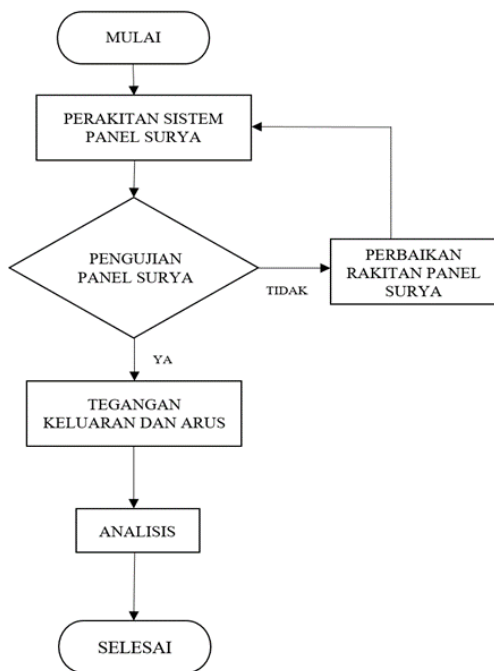 MULAI
PERAKITAN SISTEM
PANEL SURYA
PENGUJIAN
PANEL SURYA
TIDAK
PERBAIKAN
RAKITAN PANEL
SURYA
YA
TEGANGAN
KELUARAN DAN ARUS
ANALISIS
SELESAI